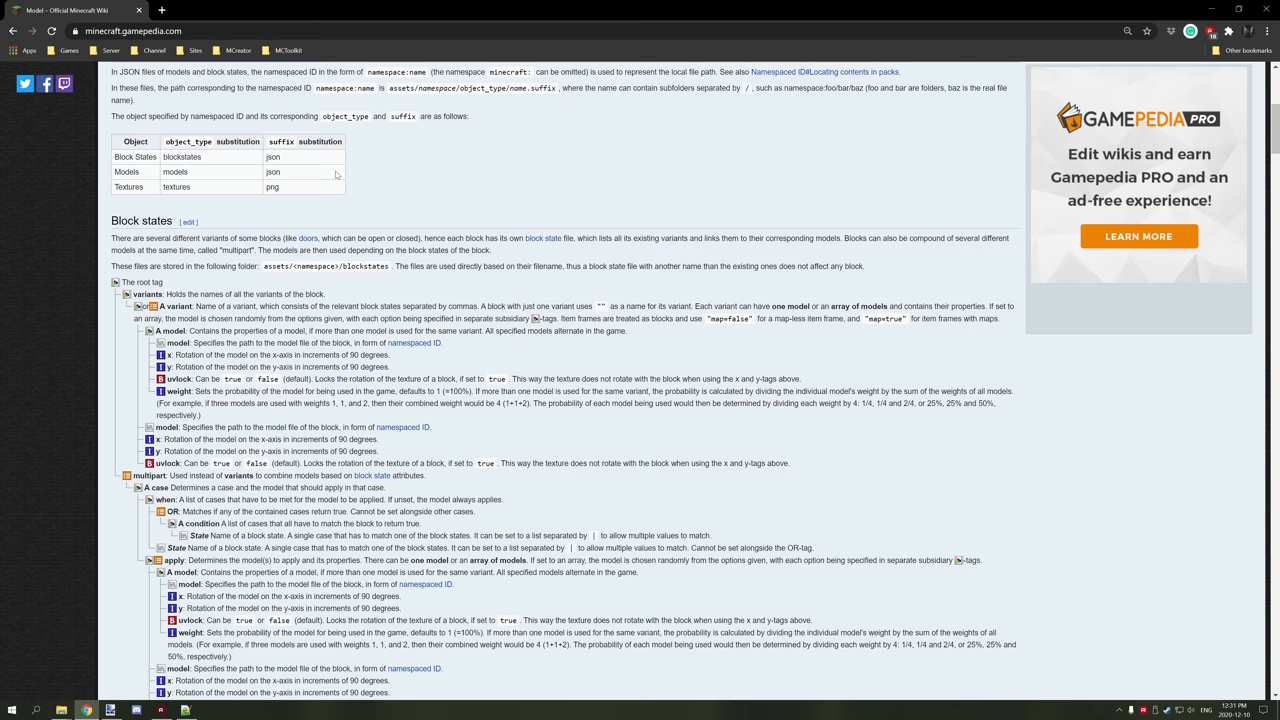 Model – Official Minecraft Wiki
minecraft.gamepedia.com
18
Apps Games Server Channel Sites MCreator MCToolkit Other bookmarks
In JSON files of models and block states, the namespaced ID in the form of namespace:name (the namespace minecraft: can be omitted) is used to represent the local file path. See also Namespaced ID#Locating contents in packs.
In these files, the path corresponding to the namespaced ID namespace:name is assets/namespace/object_type/name.suffix, where the name can contain subfolders separated by /, such as namespace:foo/bar/baz (foo and bar are folders, baz is the real file
name).
The object specified by namespaced ID and its corresponding object_type and suffix are as follows:
Object object_type substitution suffix substitution
Block States blockstates json
Models models json
Textures textures png
GAMEPEDIA PRO
Edit wikis and earn
Gamepedia PRO and an
ad-free experience!
LEARN MORE
Block states [ edit ]
There are several different variants of some blocks (like doors, which can be open or closed), hence each block has its own block state file, which lists all its existing variants and links them to their corresponding models. Blocks can also be compound of several different
models at the same time, called "multipart". The models are then used depending on the block states of the block.
These files are stored in the following folder: assets/<namespace>/blockstates. The files are used directly based on their filename, thus a block state file with another name than the existing ones does not affect any block.
The root tag
variants: Holds the names of all the variants of the block.
or A variant: Name of a variant, which consists of the relevant block states separated by commas. A block with just one variant uses "" as a name for its variant. Each variant can have one model or an array of models and contain their properties. If set to
an array, the model is chosen randomly from the options given, with each option being specified in separate subsidiary -tags. Item frames are treated as blocks and use "map=false" for a map-less item frame, and "map=true" for item frames with maps.
A model: Contains the properties of a model, if more than one model is used for the same variant. All specified models alternate in the game.
model: Specifies the path to the model file of the block, in form of namespaced ID.
x: Rotation of the model on the x-axis in increments of 90 degrees.
y: Rotation of the model on the y-axis in increments of 90 degrees.
B uvlock: Can be true or false (default). Locks the rotation of the texture of a block, if set to true. This way the texture does not rotate with the block when using the x and y-tags above.
weight: Sets the probability of the model for being used in the game, defaults to 1 (=100%). If more than one model is used for the same variant, the probability is calculated by dividing the individual model's weight by the sum of the weights of all models.
(For example, if three models are used with weights 1, 1, and 2, then their combined weight would be 4 (1+1+2). The probability of each model being used would then be determined by dividing each weight by 4: 1/4, 1/4 and 2/4, or 25%, 25% and 50%,
respectively.)
model: Specifies the path to the model file of the block, in form of namespaced ID.
x: Rotation of the model on the x-axis in increments of 90 degrees.
y: Rotation of the model on the y-axis in increments of 90 degrees.
B uvlock: Can be true or false (default). Locks the rotation of the texture of a block, if set to true. This way the texture does not rotate with the block when using the x and y-tags above.
multipart: Used instead of variants to combine models based on block state attributes.
A case Determines a case and the model that should apply in that case.
when: A list of cases that have to be met for the model to be applied. If unset, the model always applies.
OR: Matches if any of the contained cases return true. Cannot be set alongside other cases.
A condition A list of cases that all have to match the block to return true.
State Name of a block state. A single case that has to match one of the block states. It can be set to a list separated by | to allow multiple values to match.
State Name of a block state. A single case that has to match one of the block states. It can be set to a list separated by | to allow multiple values to match. Cannot be set alongside the OR-tag.
apply: Determines the model(s) to apply and its properties. There can be one model or an array of models. If set to an array, the model is chosen randomly from the options given, with each option being specified in separate subsidiary -tags.
A model: Contains the properties of a model, if more than one model is used for the same variant. All specified models alternate in the game.
model: Specifies the path to the model file of the block, in form of namespaced ID.
x: Rotation of the model on the x-axis in increments of 90 degrees.
y: Rotation of the model on the y-axis in increments of 90 degrees.
B uvlock: Can be true or false (default). Locks the rotation of the texture of a block, if set to true. This way the texture does not rotate with the block when using the x and y-tags above.
weight: Sets the probability of the model for being used in the game, defaults to 1 (=100%). If more than one model is used for the same variant, the probability is calculated by dividing the individual model's weight by the sum of the weights of all
models. (For example, if three models are used with weights 1, 1, and 2, then their combined weight would be 4 (1+1+2). The probability of each model being used would then be determined by dividing each weight by 4: 1/4, 1/4 and 2/4, or 25%, 25% and
50%, respectively.)
model: Specifies the path to the model file of the block, in form of namespaced ID.
x: Rotation of the model on the x-axis in increments of 90 degrees.
y: Rotation of the model on the y-axis in increments of 90 degrees.
ENG 12:31 PM
2020-12-10